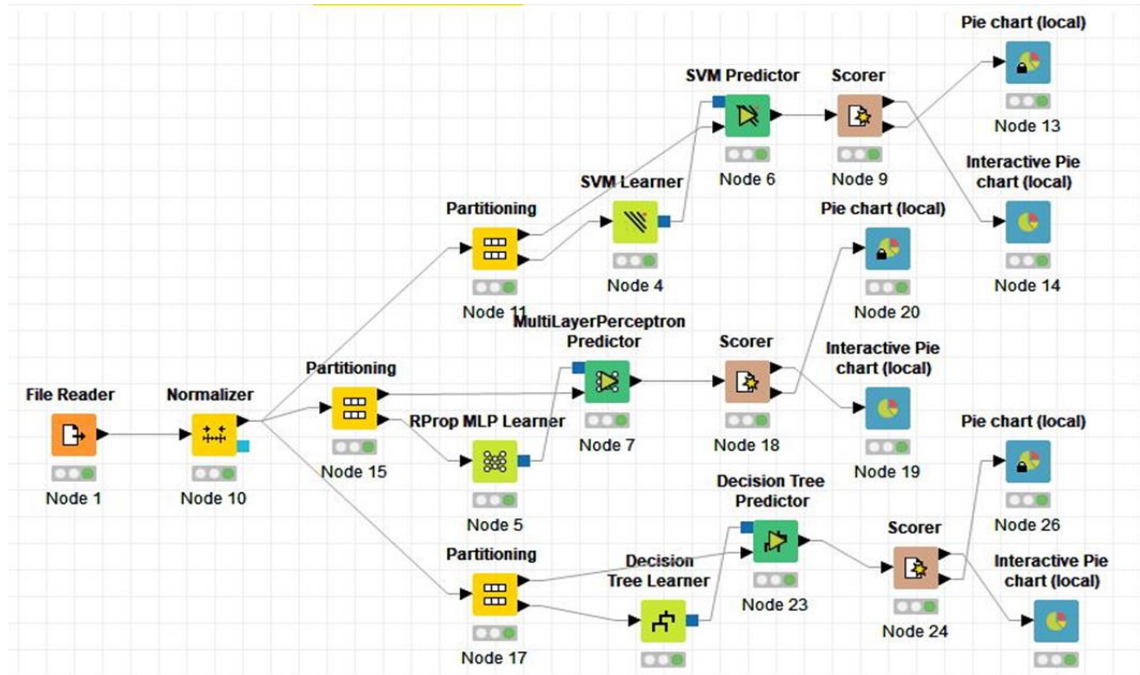 Pie chart (local)
Node 13
SVM Predictor
Node 6
Scorer
Node 9
Interactive Pie
chart (local)
Node 14
SVM Learner
Node 4
Partitioning
Node 11
Pie chart (local)
Node 20
MultiLayerPerceptron
Predictor
Node 7
Scorer
Node 18
Interactive Pie
chart (local)
Node 19
File Reader
Node 1
Normalizer
Node 10
Partitioning
Node 15
RProp MLP Learner
Node 5
Pie chart (local)
Node 26
Decision Tree
Predictor
Node 23
Scorer
Node 24
Partitioning
Node 17
Decision
Tree Learner
Interactive Pie
chart (local)